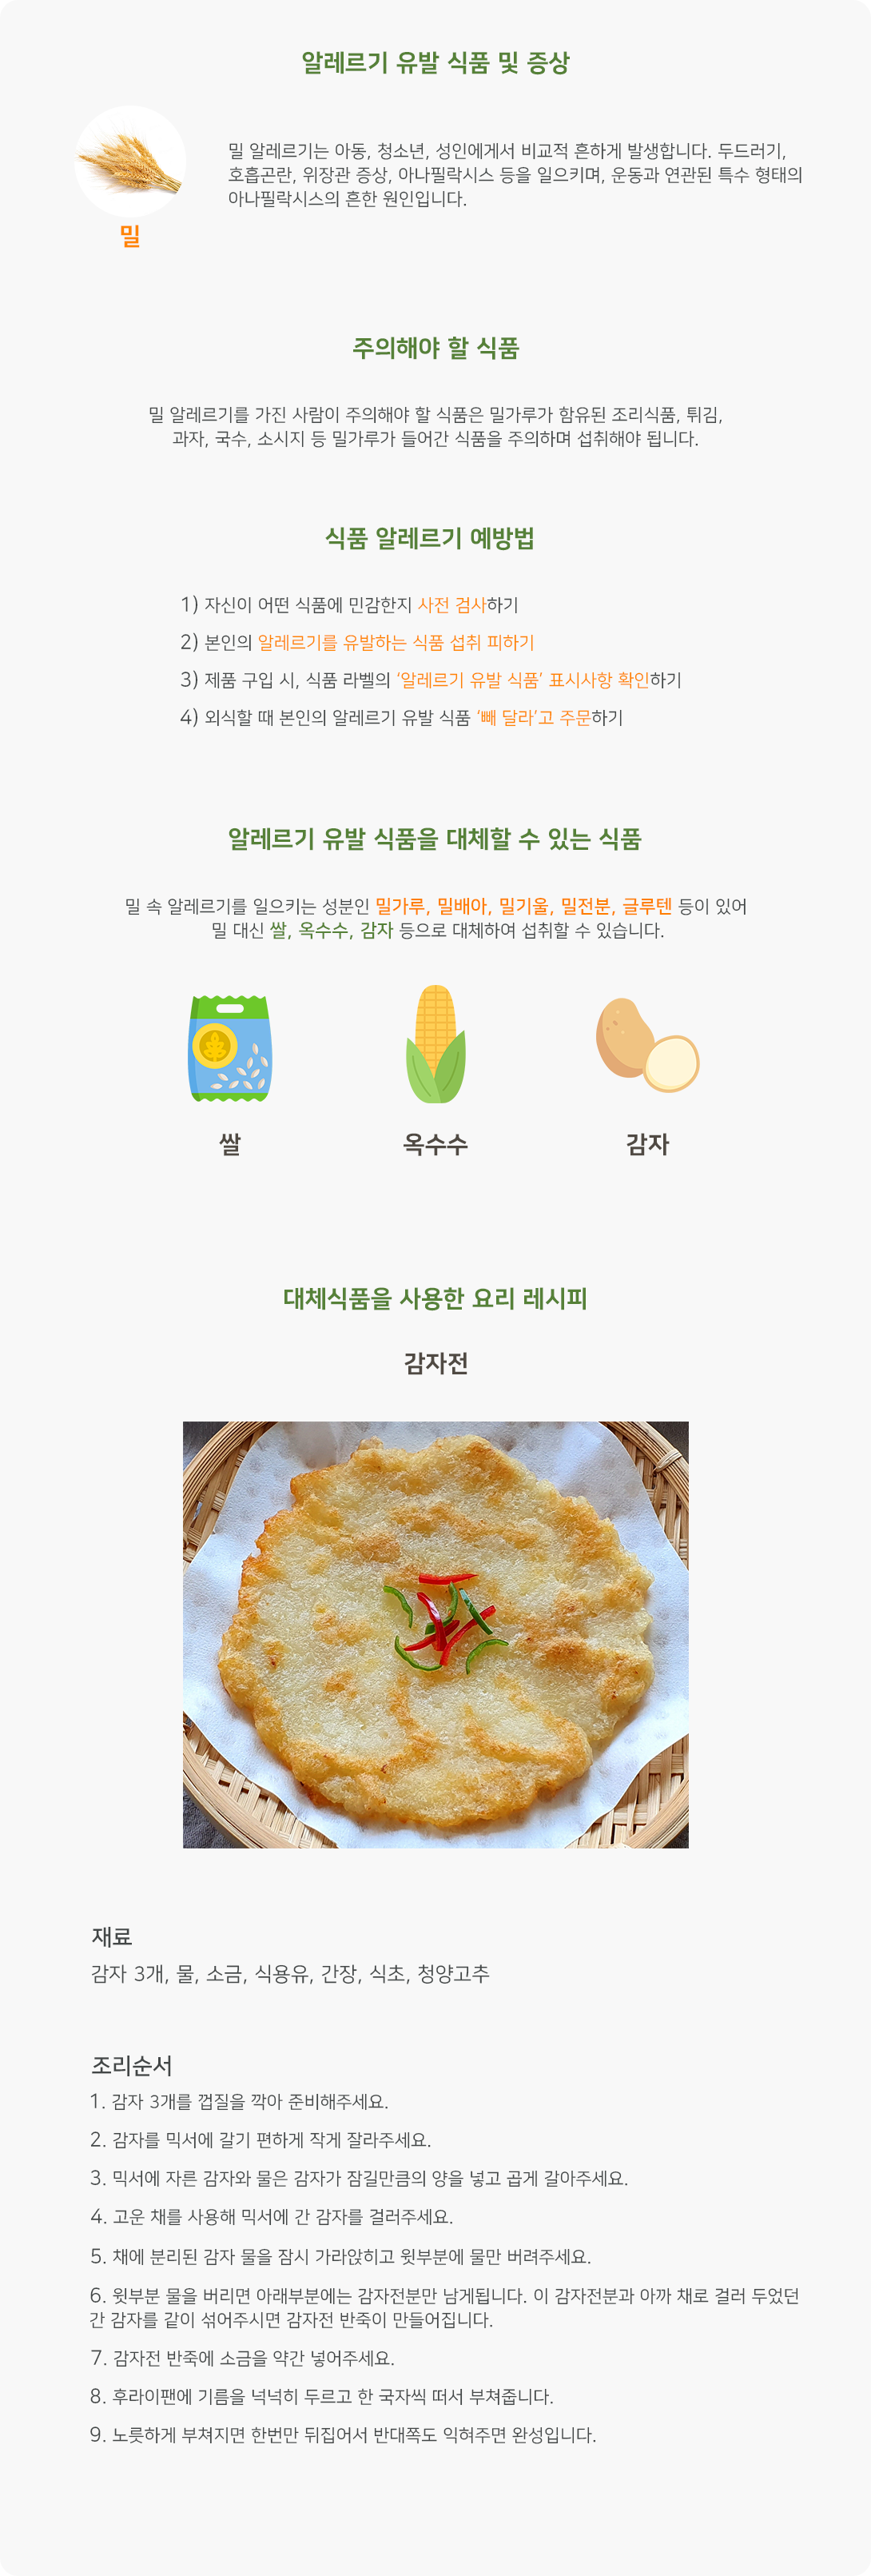 알레르기 유발 식품 및 증상
밀 알레르기는 아동, 청소년, 성인에게서 비교적 흔하게 발생합니다. 두드러기,
호흡곤란, 위장관 증상, 아나필락시스 등을 일으키며, 운동과 연관된 특수 형태의
아나필락시스의 흔한 원인입니다.
밀
주의해야 할 식품
밀 알레르기를 가진 사람이 주의해야 할 식품은 밀가루가 함유된 조리식품, 튀김,
과자, 국수, 소시지 등 밀가루가 들어간 식품을 주의하며 섭취해야 됩니다.
식품 알레르기 예방법
1) 자신이 어떤 식품에 민감한지 사전 검사하기
2) 본인의 알레르기를 유발하는 식품 섭취 피하기
3) 제품 구입 시, 식품 라벨의 ‘알레르기 유발 식품’ 표시사항 확인하기
4) 외식할 때 본인의 알레르기 유발 식품 ‘빼 달라’고 주문하기
알레르기 유발 식품을 대체할 수 있는 식품
밀 속 알레르기를 일으키는 성분인 밀가루, 밀배아, 밀기울, 밀전분, 글루텐 등이 있어
밀 대신 쌀, 옥수수, 감자 등으로 대체하여 섭취할 수 있습니다.
쌀 옥수수 감자
대체식품을 사용한 요리 레시피
감자전
재료
감자 3개, 물, 소금, 식용유, 간장, 식초, 청양고추
조리순서
1. 감자 3개를 껍질을 깍아 준비해주세요.
2. 감자를 믹서에 갈기 편하게 작게 잘라주세요.
3. 믹서에 자른 감자와 물은 감자가 잠길만큼의 양을 넣고 곱게 갈아주세요.
4. 고운 채를 사용해 믹서에 간 감자를 걸러주세요.
5. 채에 분리된 감자 물을 잠시 가라앉히고 윗부분에 물만 버려주세요.
6. 윗부분 물을 버리면 아래부분에는 감자전분만 남게됩니다. 이 감자전분과 아까 채로 걸러 두었던
간 감자를 같이 섞어주시면 감자전 반죽이 만들어집니다.
7. 감자전 반죽에 소금을 약간 넣어주세요.
8. 후라이팬에 기름을 넉넉히 두르고 한 국자씩 떠서 부쳐줍니다.
9. 노릇하게 부쳐지면 한번만 뒤집어서 반대쪽도 익혀주면 완성입니다.